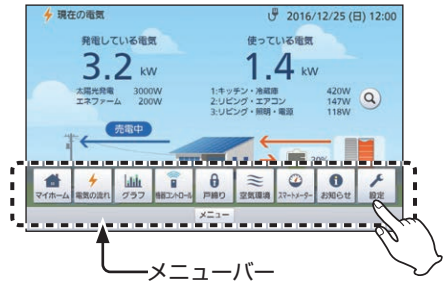 現在の電気
2016/12/25 (日) 12:00
発電している電気
使っている電気
3.2 kW
1.4 kW
太陽光発電 3000W
エネファーム 200W
1:キッチン・冷蔵庫 420W
2:リビング・エアコン 147W
3:リビング・照明・電源 118W
売電中
30%
マイホーム 電気の流れ グラフ 機器コントロール 戸締り 空気環境 スマートメーター お知らせ 設定
メニュー
メニューバー